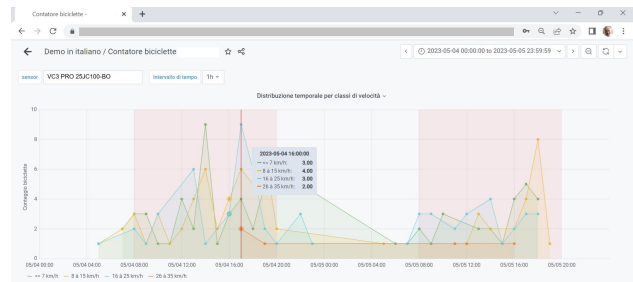 Contatore biciclette -
Demo in italiano / Contatore biciclette
2023-05-04 00:00:00 to 2023-05-05 23:59:59
sensor VC3 PRO 25JC100-BO Intervallo di tempo 1h
Distribuzione temporale per classi di velocità
Conteggio biciclette
10
8
6
4
2
0
2023-05-04 16:00:00
<= 7 km/h: 3.00
8 à 15 km/h: 4.00
16 à 25 km/h: 3.00
26 à 35 km/h: 2.00
05/04 00:00 05/04 04:00 05/04 08:00 05/04 12:00 05/04 16:00 05/04 20:00 05/05 00:00 05/05 04:00 05/05 08:00 05/05 12:00 05/05 16:00 05/05 20:00
<= 7 km/h 8 à 15 km/h 16 à 25 km/h 26 à 35 km/h